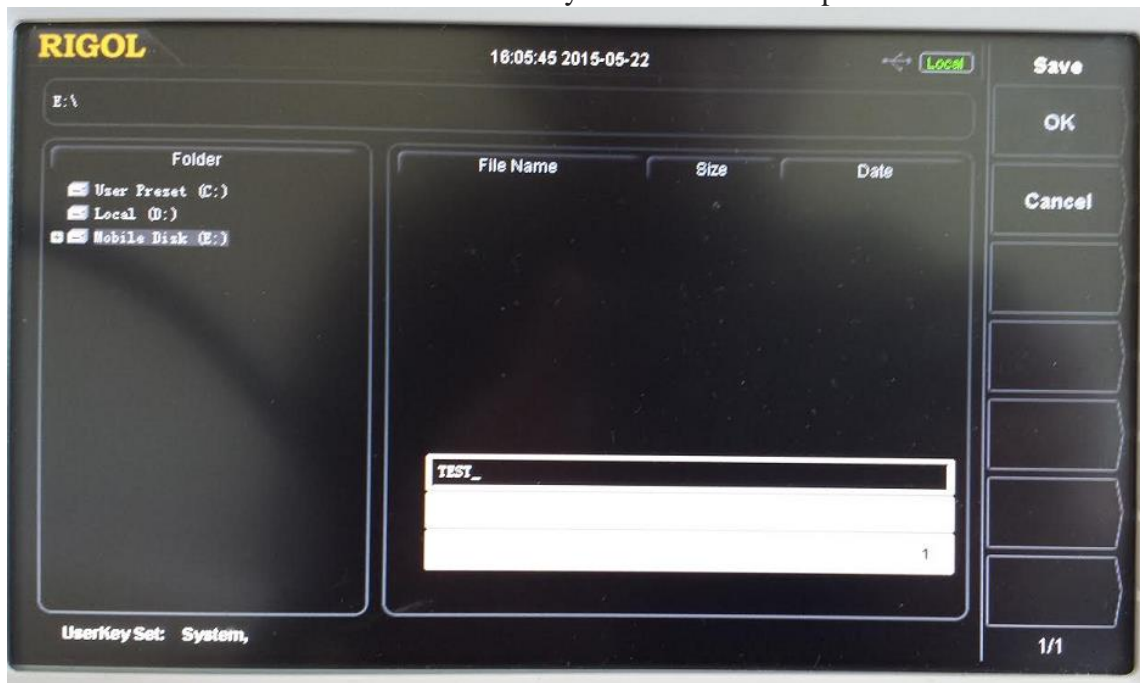 RIGOL
16:05:45 2015-05-22
Local
Save
E:\
OK
Folder
File Name
Size
Date
User Preset (C:)
Local (D:)
Mobile Disk (E:)
Cancel
TEST_
1
UserKey Set: System,
1/1